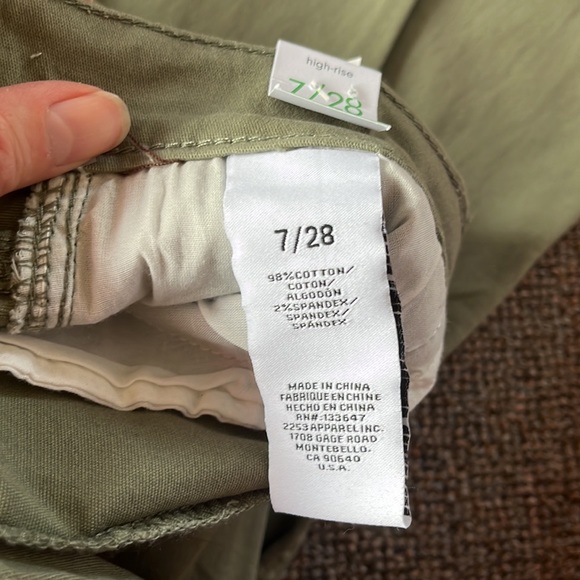 high-rise
7/28
7/28
98%COTTON/
COTON/
ALGODÓN
2%SPANDEX/
SPANDEX/
SPANDEX
MADE IN CHINA
FABRIQUE EN CHINE
HECHO EN CHINA
RN#:133647
2253 APPAREL INC.
1708 GAGE ROAD
MONTEBELLO,
CA 90640
U.S.A.